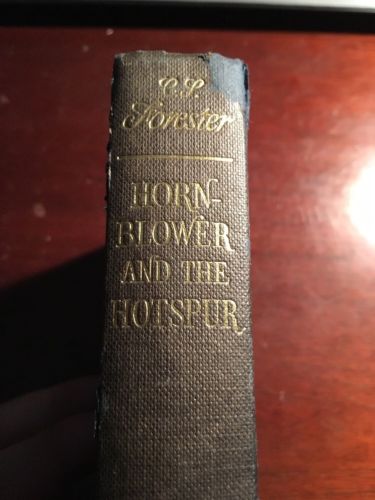 C. S.
Forester
HORN-
BLOWER
AND THE
HOTSPUR